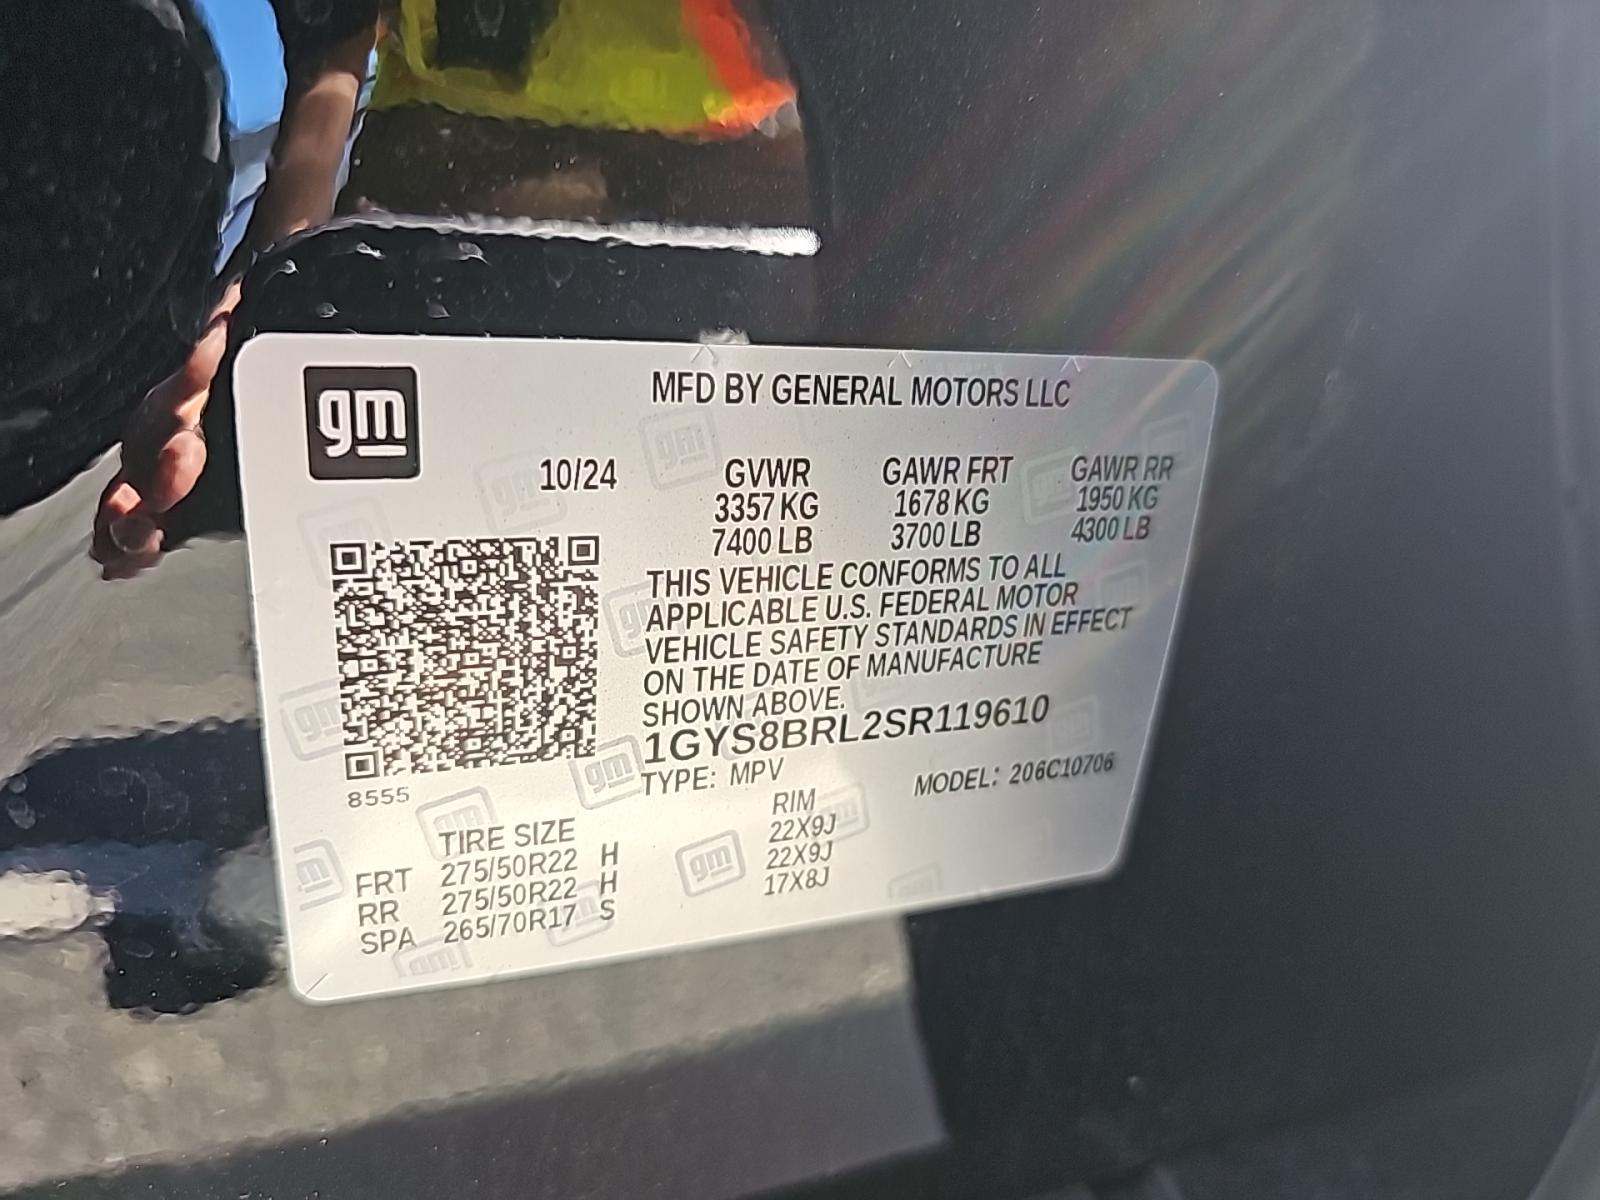 gm
MFD BY GENERAL MOTORS LLC
10/24 GVWR GAWR FRT GAWR RR
3357 KG 1678 KG 1950 KG
7400 LB 3700 LB 4300 LB
THIS VEHICLE CONFORMS TO ALL
APPLICABLE U.S. FEDERAL MOTOR
VEHICLE SAFETY STANDARDS IN EFFECT
ON THE DATE OF MANUFACTURE
SHOWN ABOVE.
1GYS8BRL2SR119610
TYPE: MPV MODEL: 206C10706
8555
TIRE SIZE RIM
FRT 275/50R22 H 22X9J
RR 275/50R22 H 22X9J
SPA 265/70R17 S 17X8J